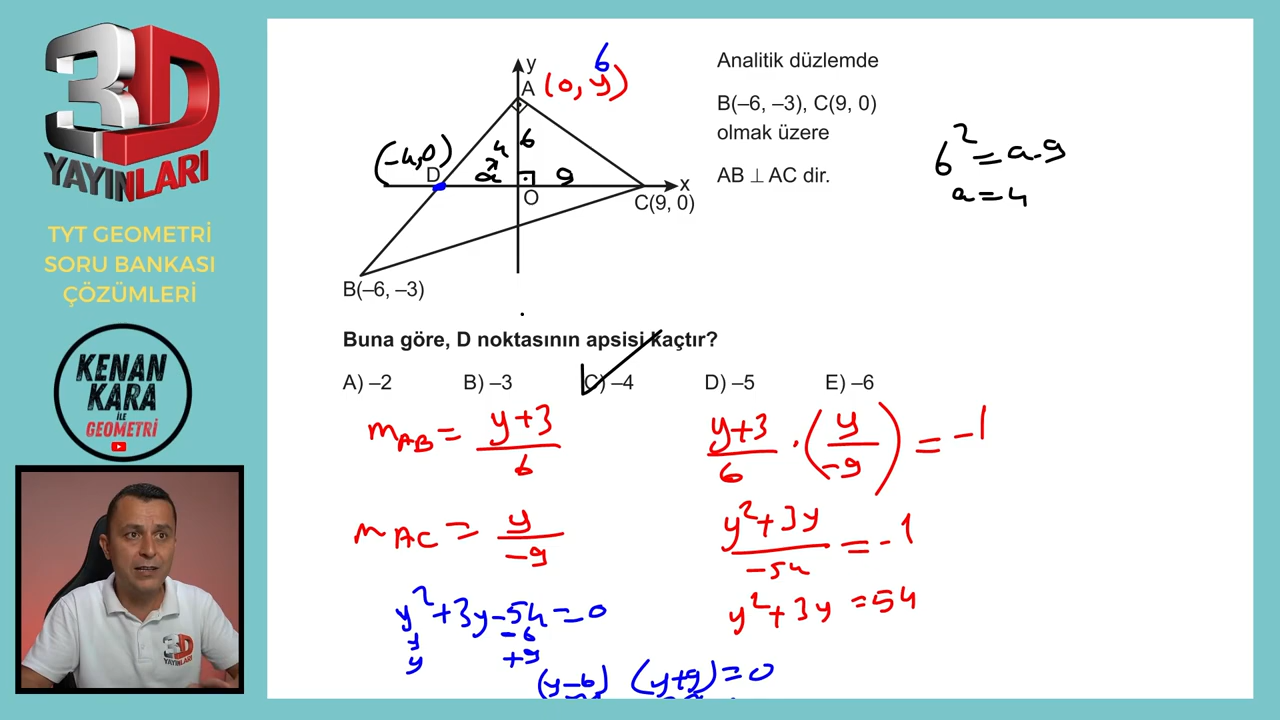 3D
YAYINLARI
TYT GEOMETRİ
SORU BANKASI
ÇÖZÜMLERİ
KENAN
KARA
İLE
GEOMETRİ
3D
YAYINLARI
y
6
A (0, y)
(-4,0)
4
6
D
a
9
x
O
C(9, 0)
B(–6, –3)
Analitik düzlemde
B(–6, –3), C(9, 0)
olmak üzere
AB ⊥ AC dir.
6² = a.9
a = 4
Buna göre, D noktasının apsisi kaçtır?
A) –2 B) –3 C) –4 D) –5 E) –6
m_AB = (y+3)/6
(y+3)/6 . (y/-9) = -1
m_AC = y/-9
(y²+3y)/-54 = -1
y²+3y = 54
y²+3y-54=0
y -6
y +9
(y-6) (y+9) = 0